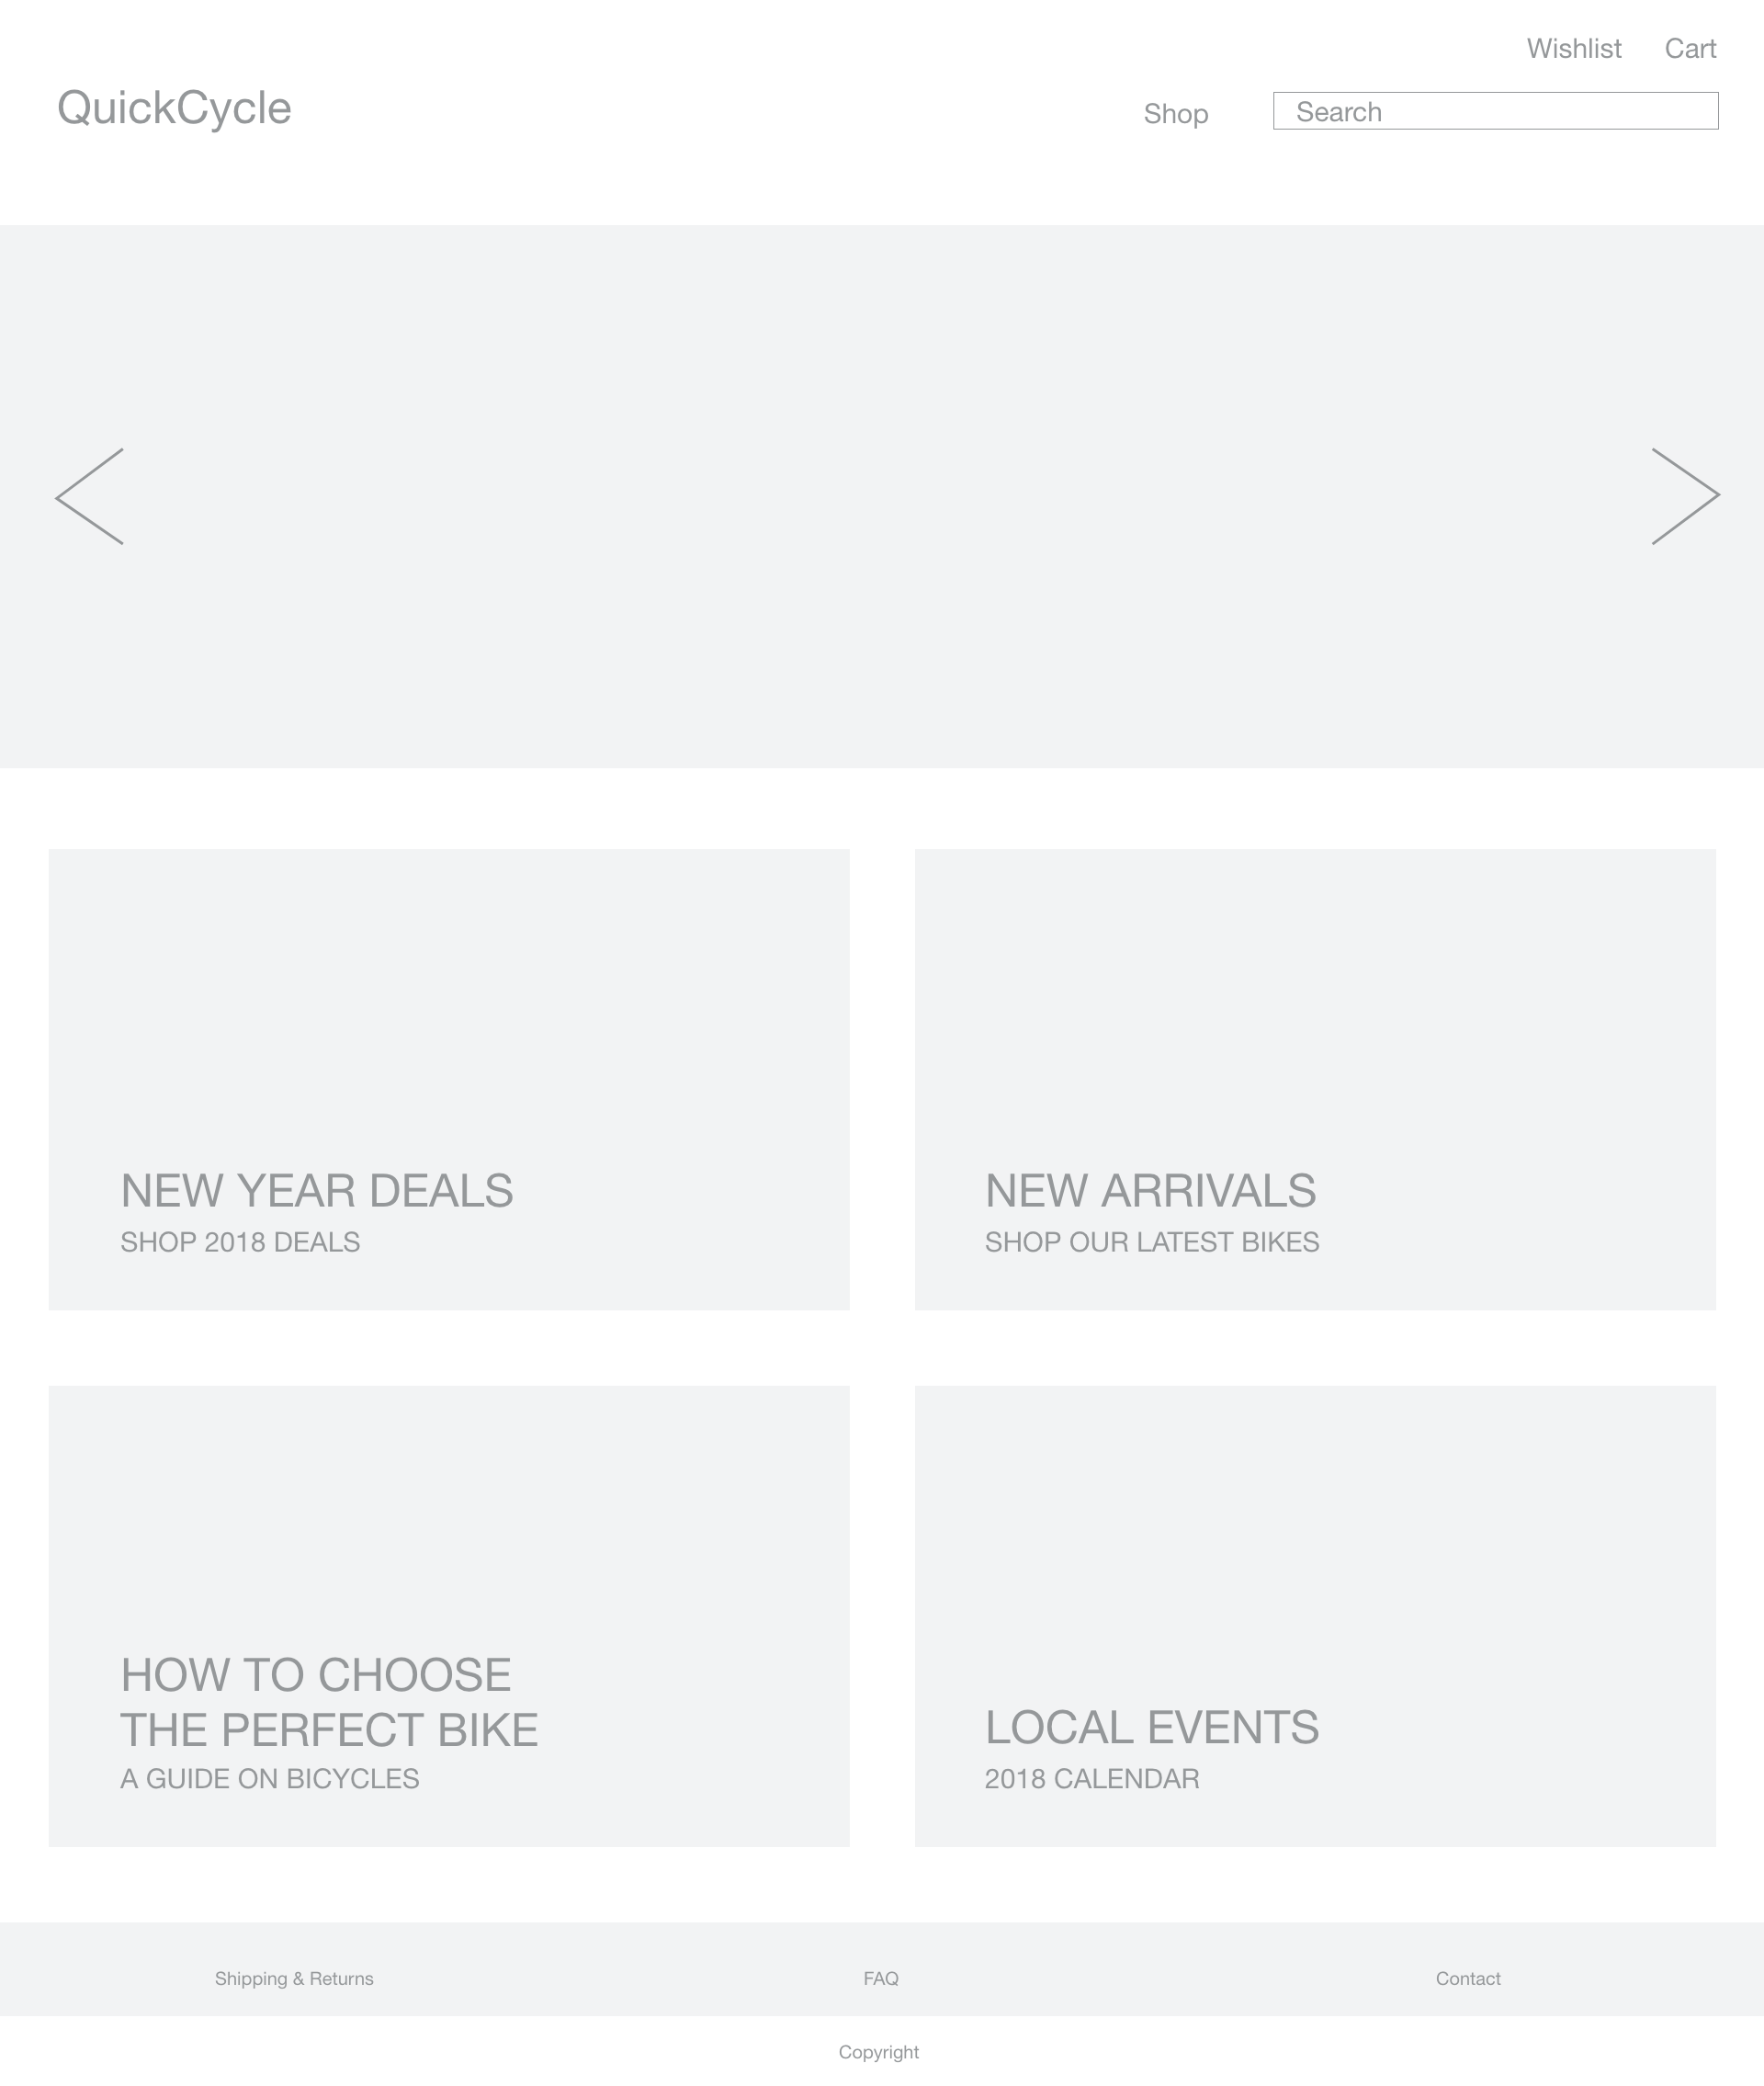 Wishlist Cart
QuickCycle
Shop
Search
NEW YEAR DEALS
SHOP 2018 DEALS
NEW ARRIVALS
SHOP OUR LATEST BIKES
HOW TO CHOOSE
THE PERFECT BIKE
A GUIDE ON BICYCLES
LOCAL EVENTS
2018 CALENDAR
Shipping & Returns
FAQ
Contact
Copyright